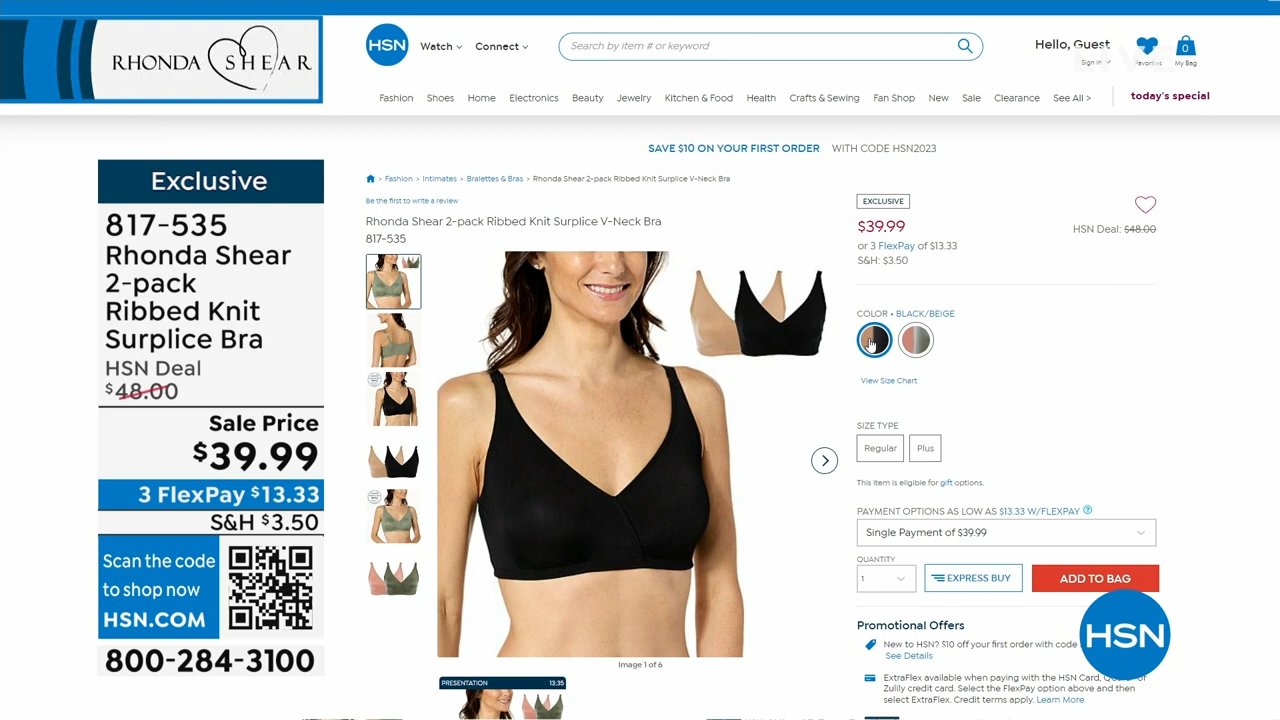 RHONDA SHEAR
HSN
Watch
Connect
Search by item # or keyword
Hello, Guest
Sign In
Favorites
0
My Bag
Fashion
Shoes
Home
Electronics
Beauty
Jewelry
Kitchen & Food
Health
Crafts & Sewing
Fan Shop
New
Sale
Clearance
See All >
today's special
SAVE $10 ON YOUR FIRST ORDER WITH CODE HSN2023
Exclusive
817-535
Rhonda Shear
2-pack
Ribbed Knit
Surplice Bra
HSN Deal
$48.00
Sale Price
$39.99
3 FlexPay $13.33
S&H $3.50
Scan the code
to shop now
HSN.COM
800-284-3100
> Fashion > Intimates > Bralettes & Bras > Rhonda Shear 2-pack Ribbed Knit Surplice V-Neck Bra
Be the first to write a review
Rhonda Shear 2-pack Ribbed Knit Surplice V-Neck Bra
817-535
Image 1 of 6
PRESENTATION 13:35
EXCLUSIVE
$39.99
HSN Deal: $48.00
or 3 FlexPay of $13.33
S&H: $3.50
COLOR • BLACK/BEIGE
View Size Chart
SIZE TYPE
Regular
Plus
This item is eligible for gift options.
PAYMENT OPTIONS AS LOW AS $13.33 W/FLEXPAY ?
Single Payment of $39.99
QUANTITY
1
EXPRESS BUY
ADD TO BAG
Promotional Offers
New to HSN? $10 off your first order with code
See Details
HSN
ExtraFlex available when paying with the HSN Card, or
Zulily credit card. Select the FlexPay option above and then
select ExtraFlex. Credit terms apply. Learn More